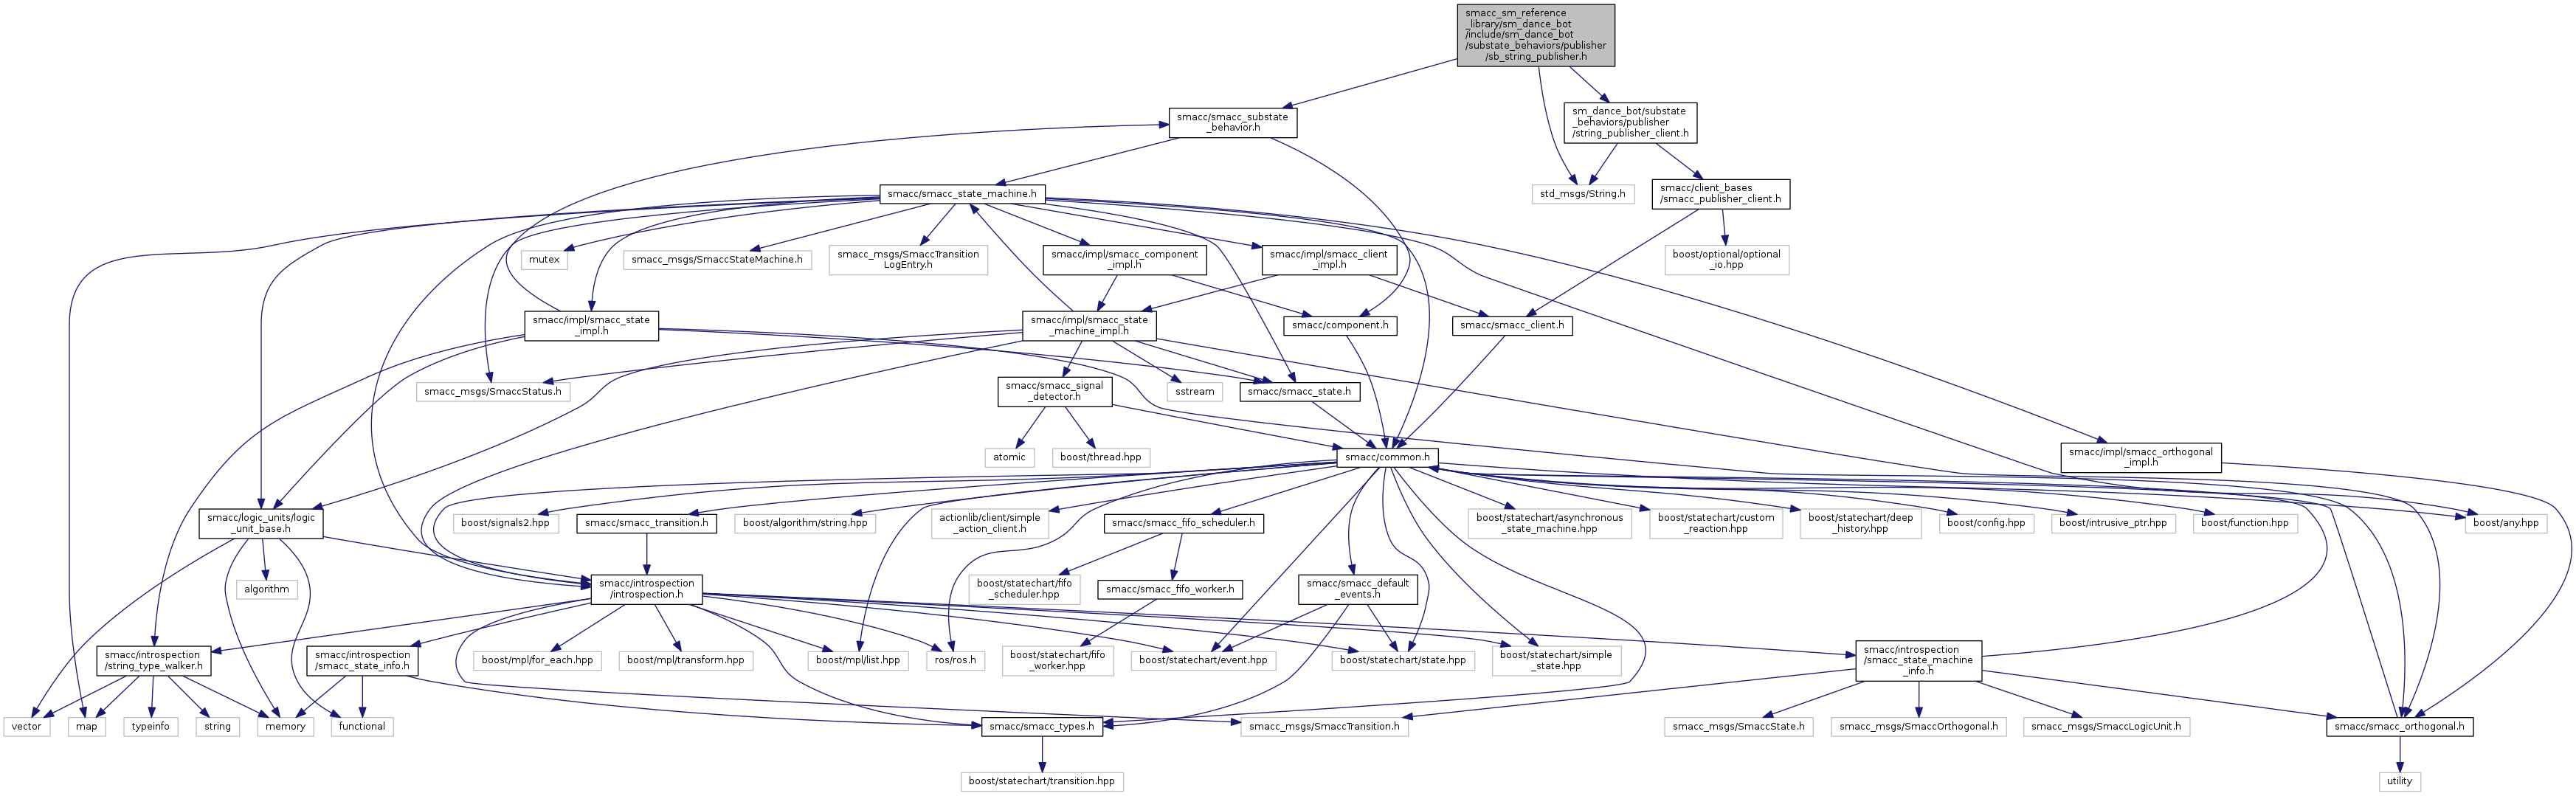 smacc_sm_reference
_library/sm_dance_bot
/include/sm_dance_bot
/substate_behaviors/publisher
/sb_string_publisher.h
smacc/smacc_substate
_behavior.h
sm_dance_bot/substate
_behaviors/publisher
/string_publisher_client.h
smacc/smacc_state_machine.h
std_msgs/String.h
smacc/client_bases
/smacc_publisher_client.h
mutex
smacc_msgs/SmaccStateMachine.h
smacc_msgs/SmaccTransition
LogEntry.h
smacc/impl/smacc_component
_impl.h
smacc/impl/smacc_client
_impl.h
boost/optional/optional
_io.hpp
smacc/impl/smacc_state
_impl.h
smacc/impl/smacc_state
_machine_impl.h
smacc/component.h
smacc/smacc_client.h
smacc_msgs/SmaccStatus.h
smacc/smacc_signal
_detector.h
sstream
smacc/smacc_state.h
atomic
boost/thread.hpp
smacc/common.h
smacc/impl/smacc_orthogonal
_impl.h
smacc/logic_units/logic
_unit_base.h
boost/signals2.hpp
smacc/smacc_transition.h
boost/algorithm/string.hpp
actionlib/client/simple
_action_client.h
smacc/smacc_fifo_scheduler.h
boost/statechart/asynchronous
_state_machine.hpp
boost/statechart/custom
_reaction.hpp
boost/statechart/deep
_history.hpp
boost/config.hpp
boost/intrusive_ptr.hpp
boost/function.hpp
boost/any.hpp
algorithm
smacc/introspection
/introspection.h
boost/statechart/fifo
_scheduler.hpp
smacc/smacc_fifo_worker.h
smacc/smacc_default
_events.h
smacc/introspection
/string_type_walker.h
smacc/introspection
/smacc_state_info.h
boost/mpl/for_each.hpp
boost/mpl/transform.hpp
boost/mpl/list.hpp
ros/ros.h
boost/statechart/fifo
_worker.hpp
boost/statechart/event.hpp
boost/statechart/state.hpp
boost/statechart/simple
_state.hpp
smacc/introspection
/smacc_state_machine
_info.h
vector
map
typeinfo
string
memory
functional
smacc/smacc_types.h
smacc_msgs/SmaccTransition.h
smacc_msgs/SmaccState.h
smacc_msgs/SmaccOrthogonal.h
smacc_msgs/SmaccLogicUnit.h
smacc/smacc_orthogonal.h
boost/statechart/transition.hpp
utility